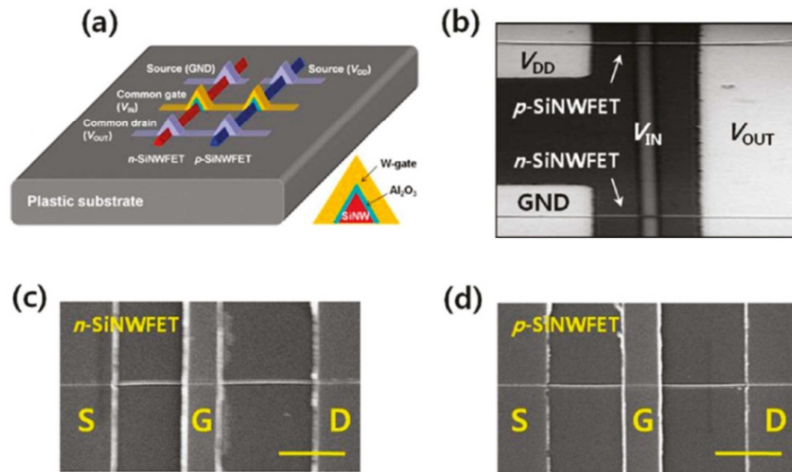 (a)
Source (GND)
Source (VDD)
Common gate
(VIN)
Common drain
(VOUT)
n-SiNWFET
p-SiNWFET
W-gate
Al2O3
SiNW
Plastic substrate
(b)
VDD
p-SiNWFET
VIN
VOUT
n-SiNWFET
GND
(c)
n-SiNWFET
S
G
D
(d)
p-SiNWFET
S
G
D